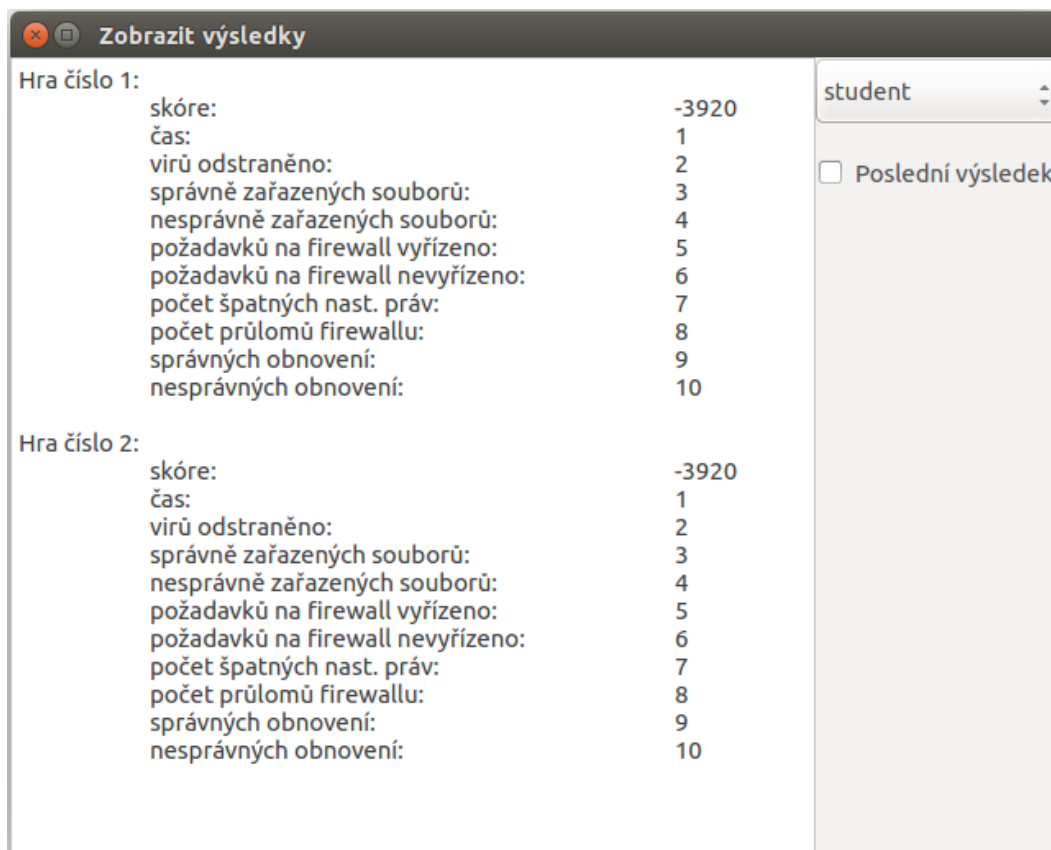 Zobrazit výsledky
Hra číslo 1:
skóre: -3920
čas: 1
virů odstraněno: 2
správně zařazených souborů: 3
nesprávně zařazených souborů: 4
požadavků na firewall vyřízeno: 5
požadavků na firewall nevyřízeno: 6
počet špatných nast. práv: 7
počet průlomů firewallu: 8
správných obnovení: 9
nesprávných obnovení: 10
Hra číslo 2:
skóre: -3920
čas: 1
virů odstraněno: 2
správně zařazených souborů: 3
nesprávně zařazených souborů: 4
požadavků na firewall vyřízeno: 5
požadavků na firewall nevyřízeno: 6
počet špatných nast. práv: 7
počet průlomů firewallu: 8
správných obnovení: 9
nesprávných obnovení: 10
student
Poslední výsledek